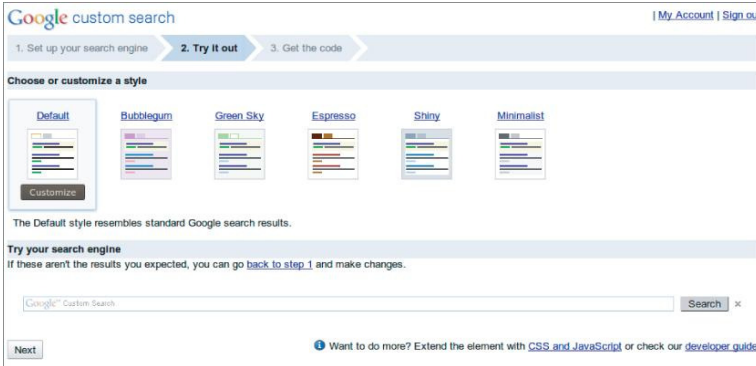 Google custom search
| My Account | Sign ou
1. Set up your search engine 2. Try it out 3. Get the code
Choose or customize a style
Default Bubblegum Green Sky Espresso Shiny Minimalist
Customize
The Default style resembles standard Google search results.
Try your search engine
If these aren't the results you expected, you can go back to step 1 and make changes.
Google™ Custom Search Search ×
Next Want to do more? Extend the element with CSS and JavaScript or check our developer guide